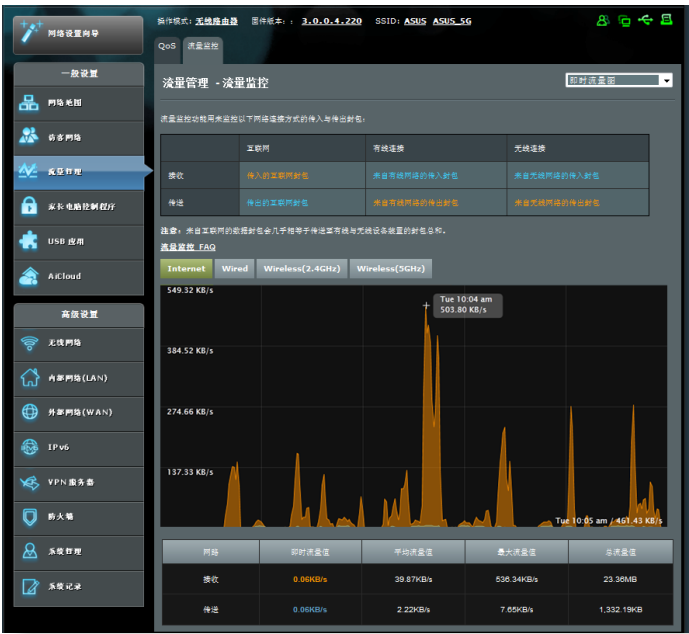 操作模式: 无线路由器 固件版本: : 3.0.0.4.220 SSID: ASUS ASUS_5G
网络设置向导
QoS 流量监控
一般设置
网络地图
访客网络
流量管理
家长电脑控制程序
USB 应用
AiCloud
高级设置
无线网络
内部网络(LAN)
外部网络(WAN)
IPv6
VPN 服务器
防火墙
系统管理
系统记录
流量管理 - 流量监控
即时流量图
流量监控功能用来监控以下网络连接方式的传入与传出封包:
互联网 有线连接 无线连接
接收 传入的互联网封包 来自有线网络的传入封包 来自无线网络的传入封包
传送 传出的互联网封包 来自有线网络的传出封包 来自无线网络的传出封包
注意: 来自互联网的数据封包会几乎相等于传送至有线与无线设备装置的封包总和。
流量监控 FAQ
Internet Wired Wireless(2.4GHz) Wireless(5GHz)
549.32 KB/s
Tue 10:04 am
503.80 KB/s
384.52 KB/s
274.66 KB/s
137.33 KB/s
Tue 10:05 am / 461.43 KB/s
网络 即时流量值 平均流量值 最大流量值 总流量值
接收 0.06KB/s 39.87KB/s 536.34KB/s 23.36MB
传送 0.06KB/s 2.22KB/s 7.65KB/s 1,332.19KB